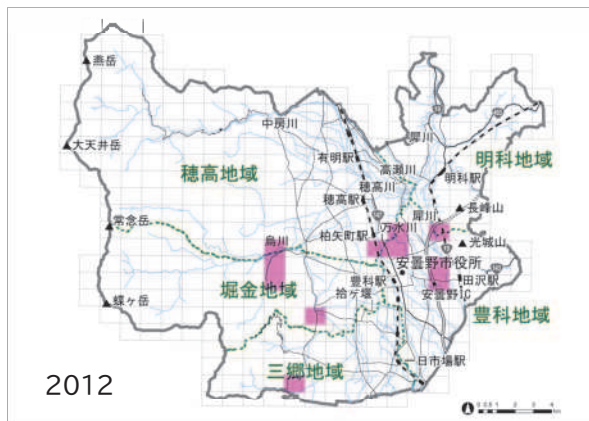 燕岳
中房川
犀川
大天井岳
有明駅
高瀬川
明科地域
穂高地域
明科駅
穂高川
穂高駅
長峰山
犀川
常念岳
柏矢町駅
万水川
光城山
烏川
安曇野市役所
豊科駅
田沢駅
堀金地域
拾ヶ堰
安曇野IC
蝶ヶ岳
豊科地域
一日市場駅
三郷地域
2012